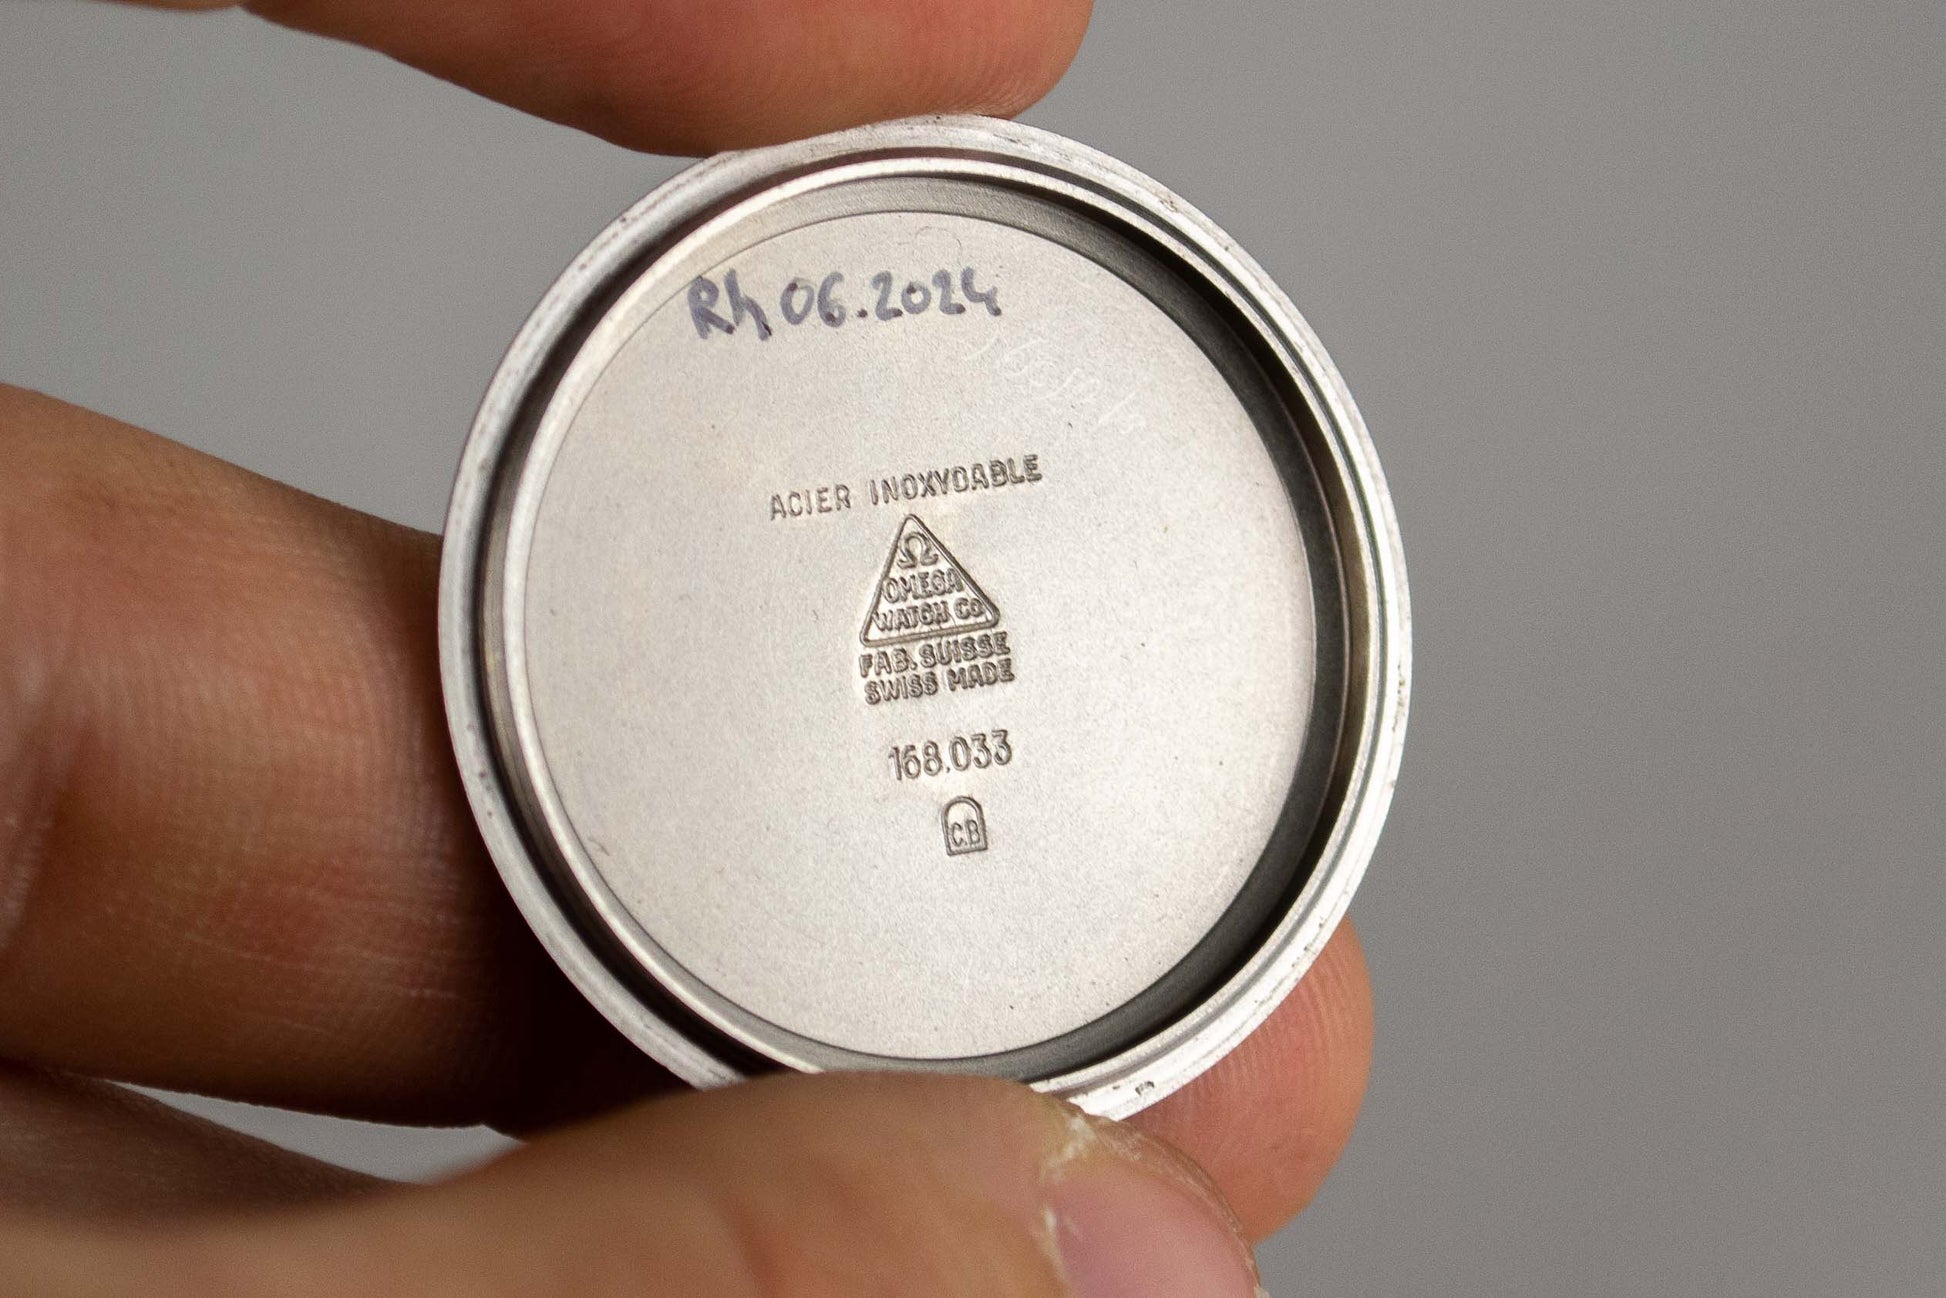 Rh 06.2024
ACIER INOXYDABLE
Ω
OMEGA
WATCH CO
FAB. SUISSE
SWISS MADE
168.033
C.B